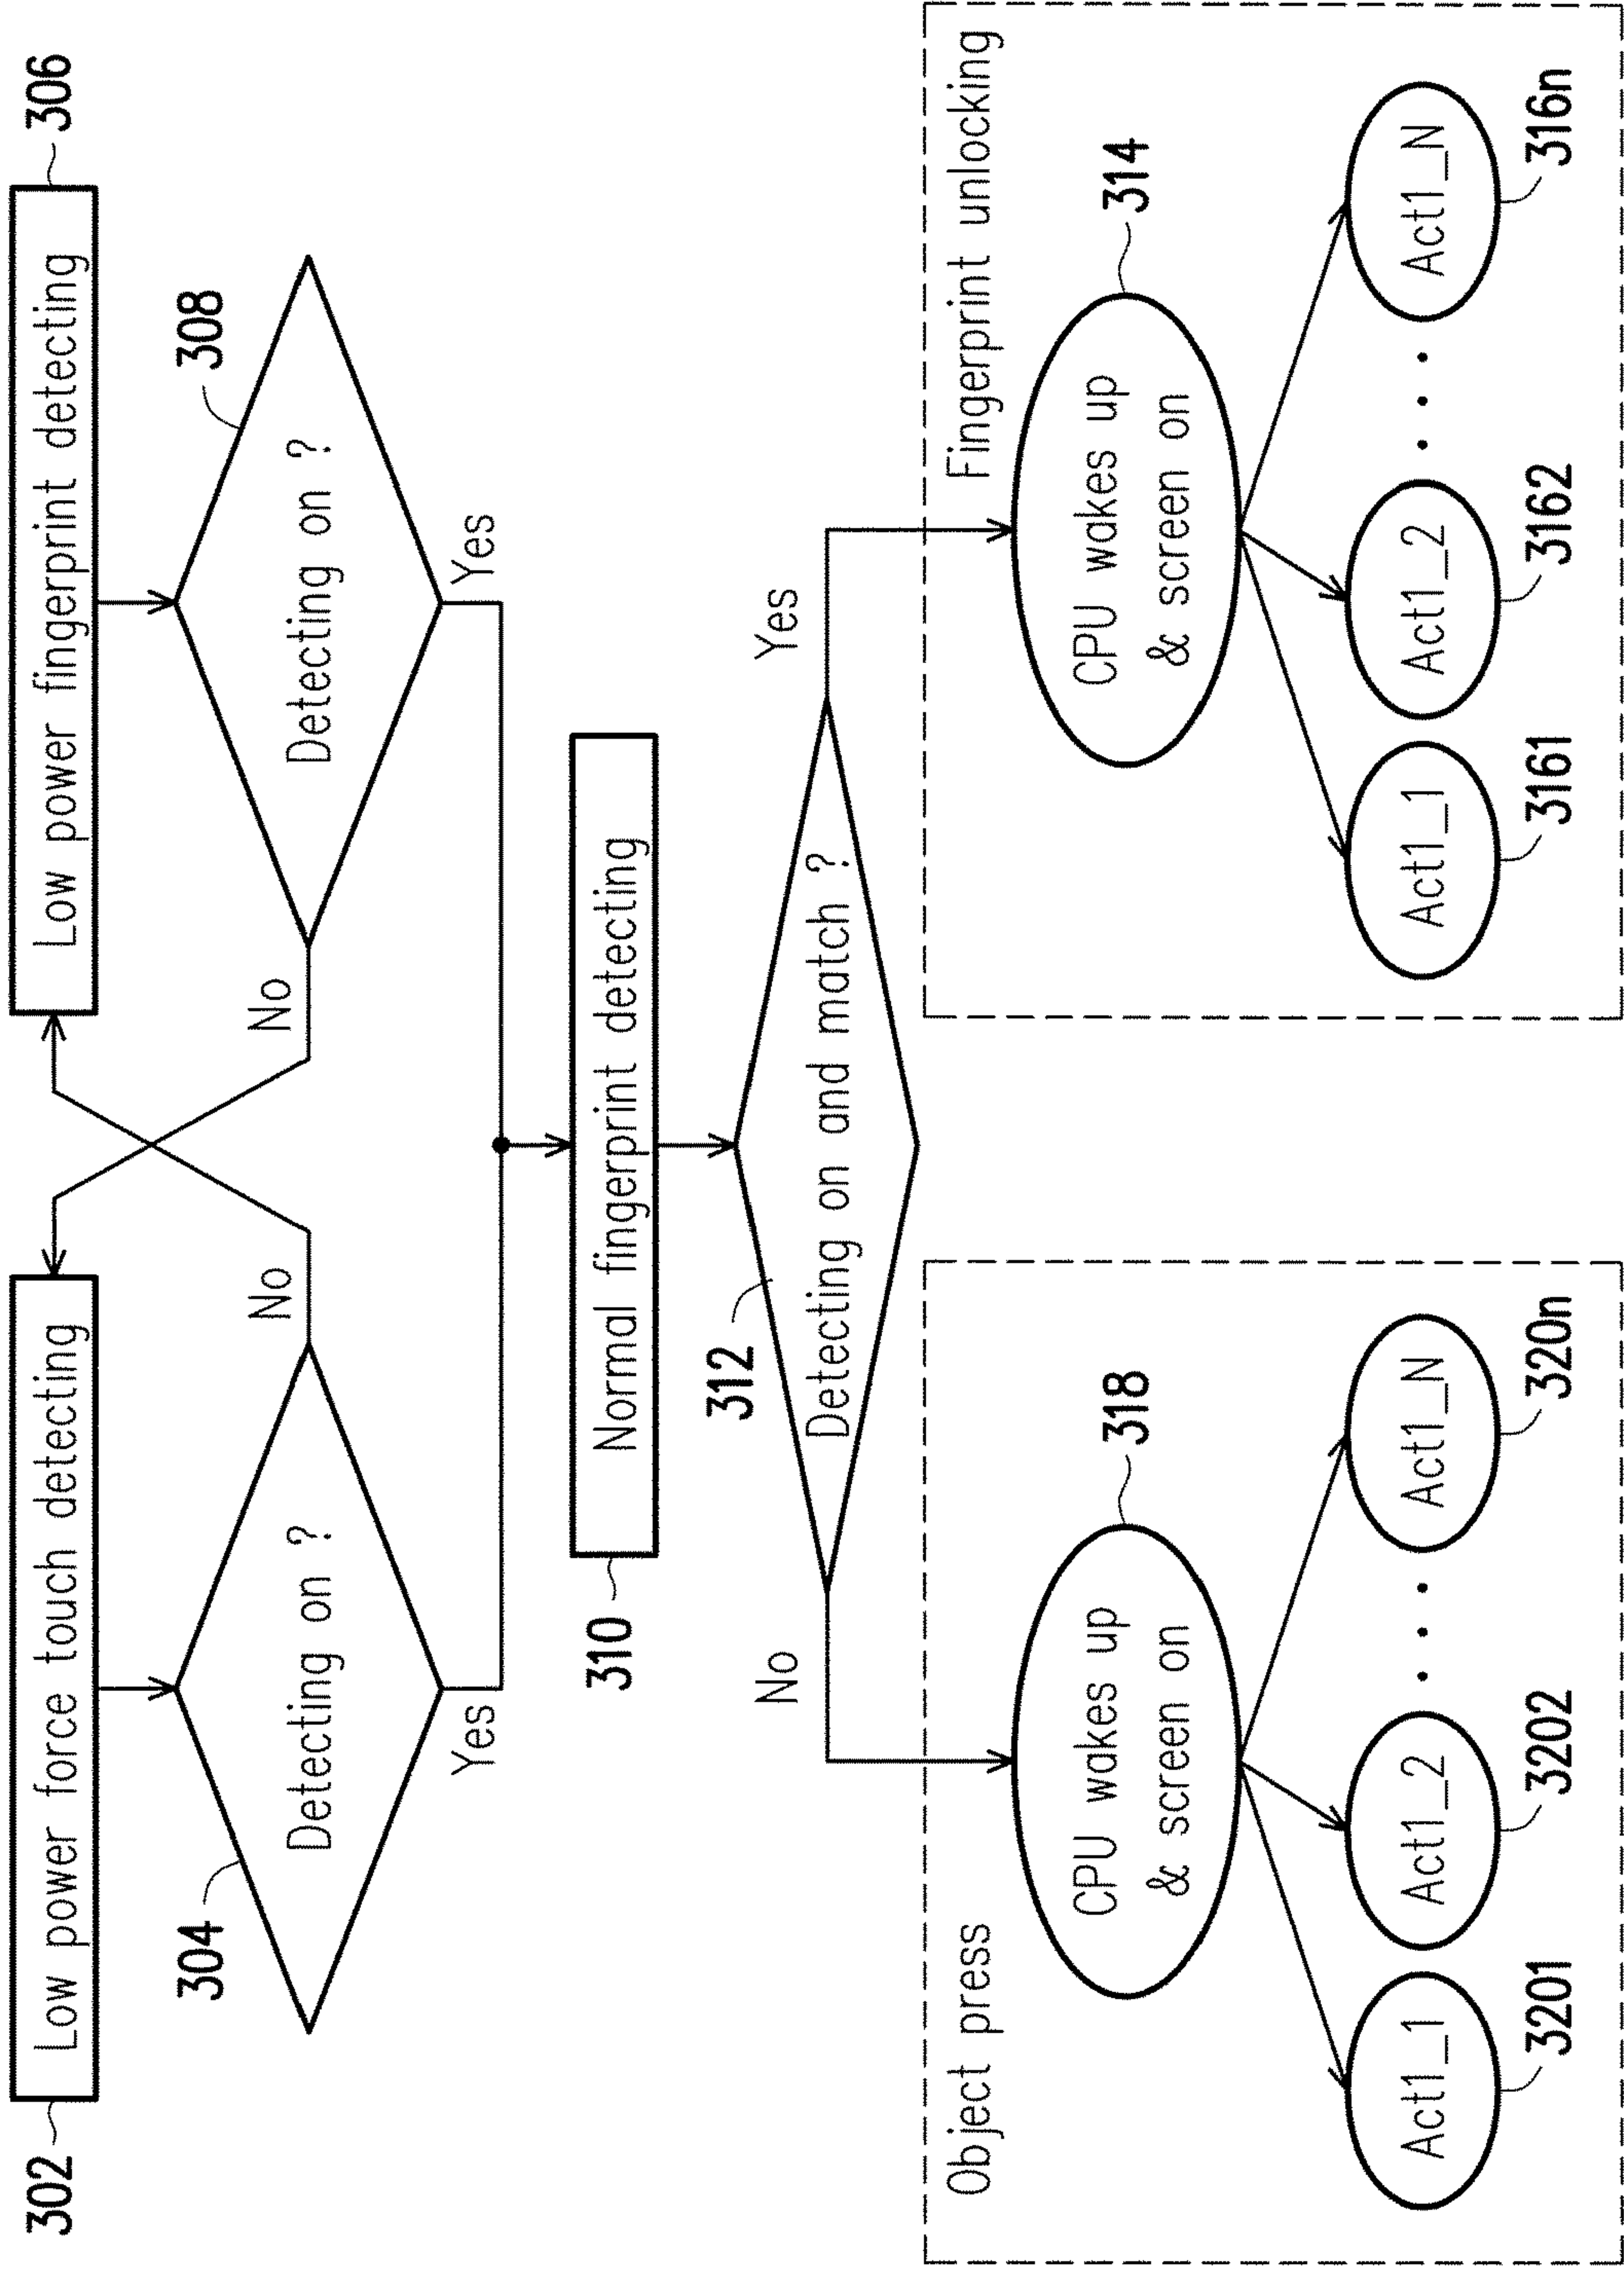 302
Low power force touch detecting
Low power fingerprint detecting
306
304
Detecting on ?
No
Yes
308
Detecting on ?
No
Yes
310
Normal fingerprint detecting
312
Detecting on and match ?
No
Yes
Object press
CPU wakes up
& screen on
318
Act1_1
Act1_2
. . .
Act1_N
3201
3202
320n
Fingerprint unlocking
CPU wakes up
& screen on
314
Act1_1
Act1_2
. . .
Act1_N
3161
3162
316n